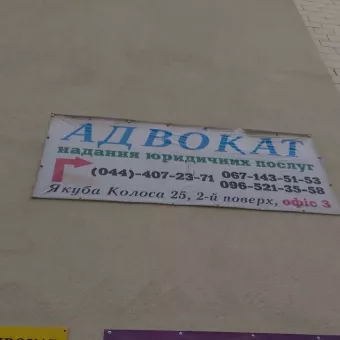 АДВОКАТ
надання юридичних послуг
(044)-407-23-71 067-143-51-53
096-521-35-58
Якуба Колоса 25, 2-й поверх, офіс 3